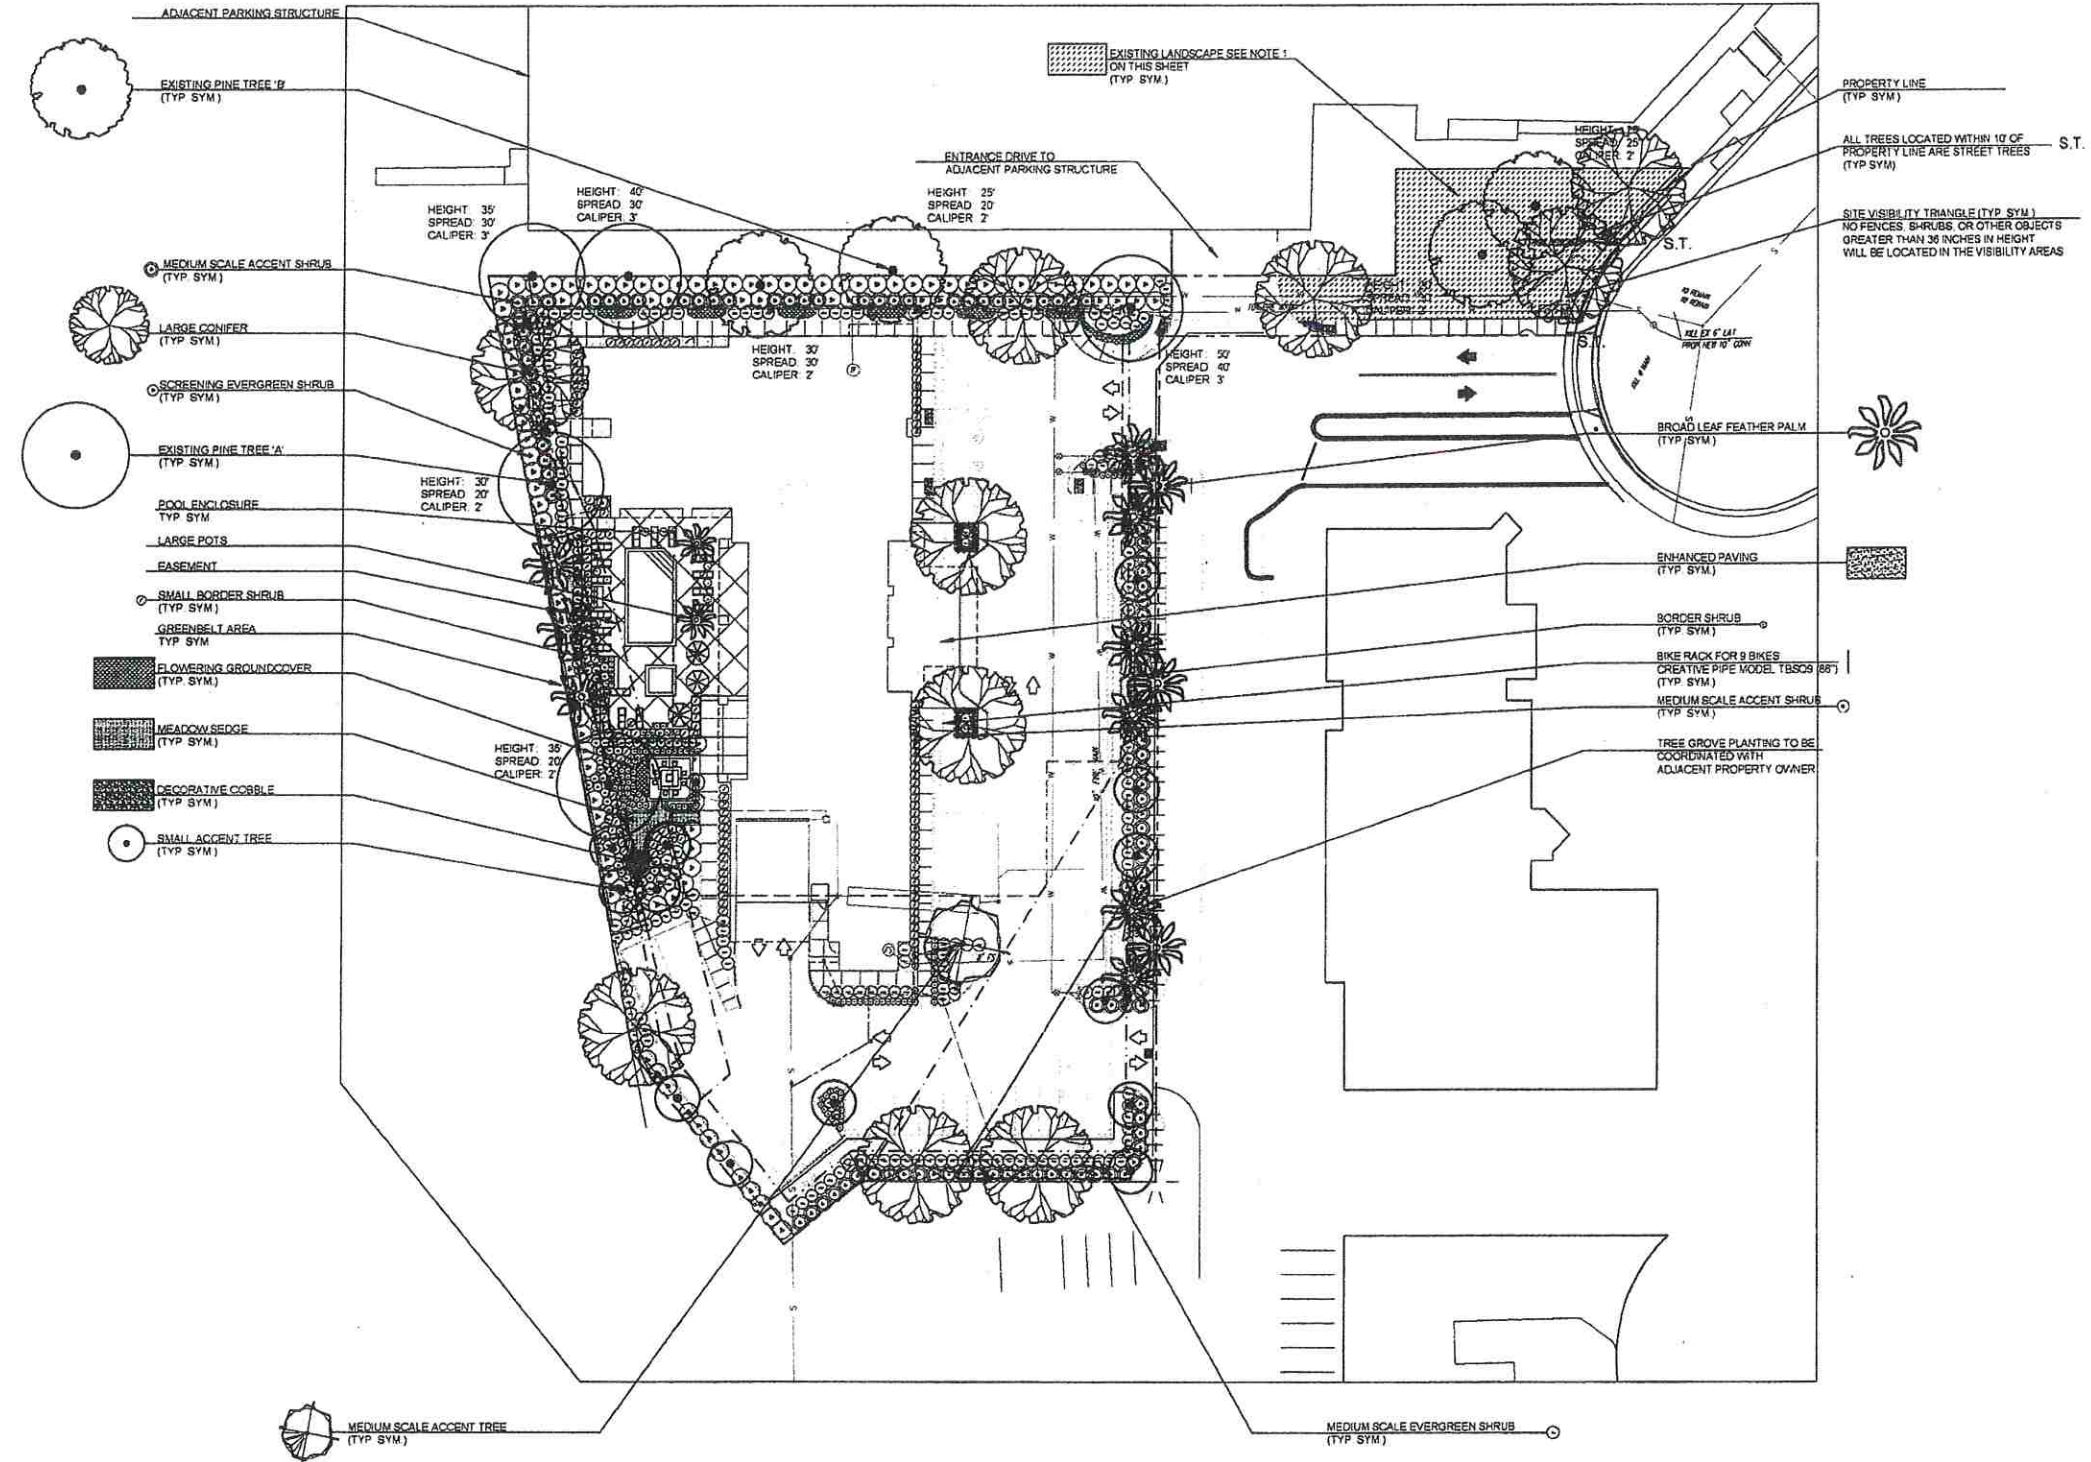 ADJACENT PARKING STRUCTURE
EXISTING PINE TREE 'B'
(TYP SYM)
MEDIUM SCALE ACCENT SHRUB
(TYP. SYM.)
LARGE CONIFER
(TYP SYM.)
SCREENING EVERGREEN SHRUB
(TYP SYM.)
EXISTING PINE TREE 'A'
(TYP SYM.)
POOL ENCLOSURE
TYP SYM
LARGE POTS
EASEMENT
SMALL BORDER SHRUB
(TYP SYM.)
GREENBELT AREA
TYP SYM
FLOWERING GROUNDCOVER
(TYP SYM.)
MEADOW SEDGE
(TYP SYM.)
DECORATIVE COBBLE
(TYP SYM)
SMALL ACCENT TREE
(TYP SYM)
MEDIUM SCALE ACCENT TREE
(TYP SYM.)
HEIGHT: 35'
SPREAD: 30'
CALIPER: 3'
HEIGHT: 40'
SPREAD: 30'
CALIPER: 3'
HEIGHT 25'
SPREAD: 20'
CALIPER: 2'
HEIGHT: 30'
SPREAD: 30'
CALIPER: 2'
HEIGHT: 50'
SPREAD: 40'
CALIPER: 3'
HEIGHT: 30'
SPREAD 20'
CALIPER: 2'
HEIGHT: 35'
SPREAD: 20'
CALIPER: 2'
EXISTING LANDSCAPE SEE NOTE 1
ON THIS SHEET
(TYP SYM.)
ENTRANCE DRIVE TO
ADJACENT PARKING STRUCTURE
HEIGHT:
SPREAD 25
CALIPER: 2'
PROPERTY LINE
(TYP SYM)
ALL TREES LOCATED WITHIN 10' OF
PROPERTY LINE ARE STREET TREES
(TYP SYM)
S.T.
SITE VISIBILITY TRIANGLE (TYP SYM.)
NO FENCES, SHRUBS, OR OTHER OBJECTS
GREATER THAN 36 INCHES IN HEIGHT
WILL BE LOCATED IN THE VISIBILITY AREAS
S.T.
S.T.
BROAD LEAF FEATHER PALM
(TYP SYM)
ENHANCED PAVING
(TYP SYM.)
BORDER SHRUB
(TYP SYM.)
BIKE RACK FOR 9 BIKES
CREATIVE PIPE MODEL TBS09 (86")
(TYP SYM.)
MEDIUM SCALE ACCENT SHRUB
(TYP SYM.)
TREE GROVE PLANTING TO BE
COORDINATED WITH
ADJACENT PROPERTY OWNER
MEDIUM SCALE EVERGREEN SHRUB
(TYP SYM)